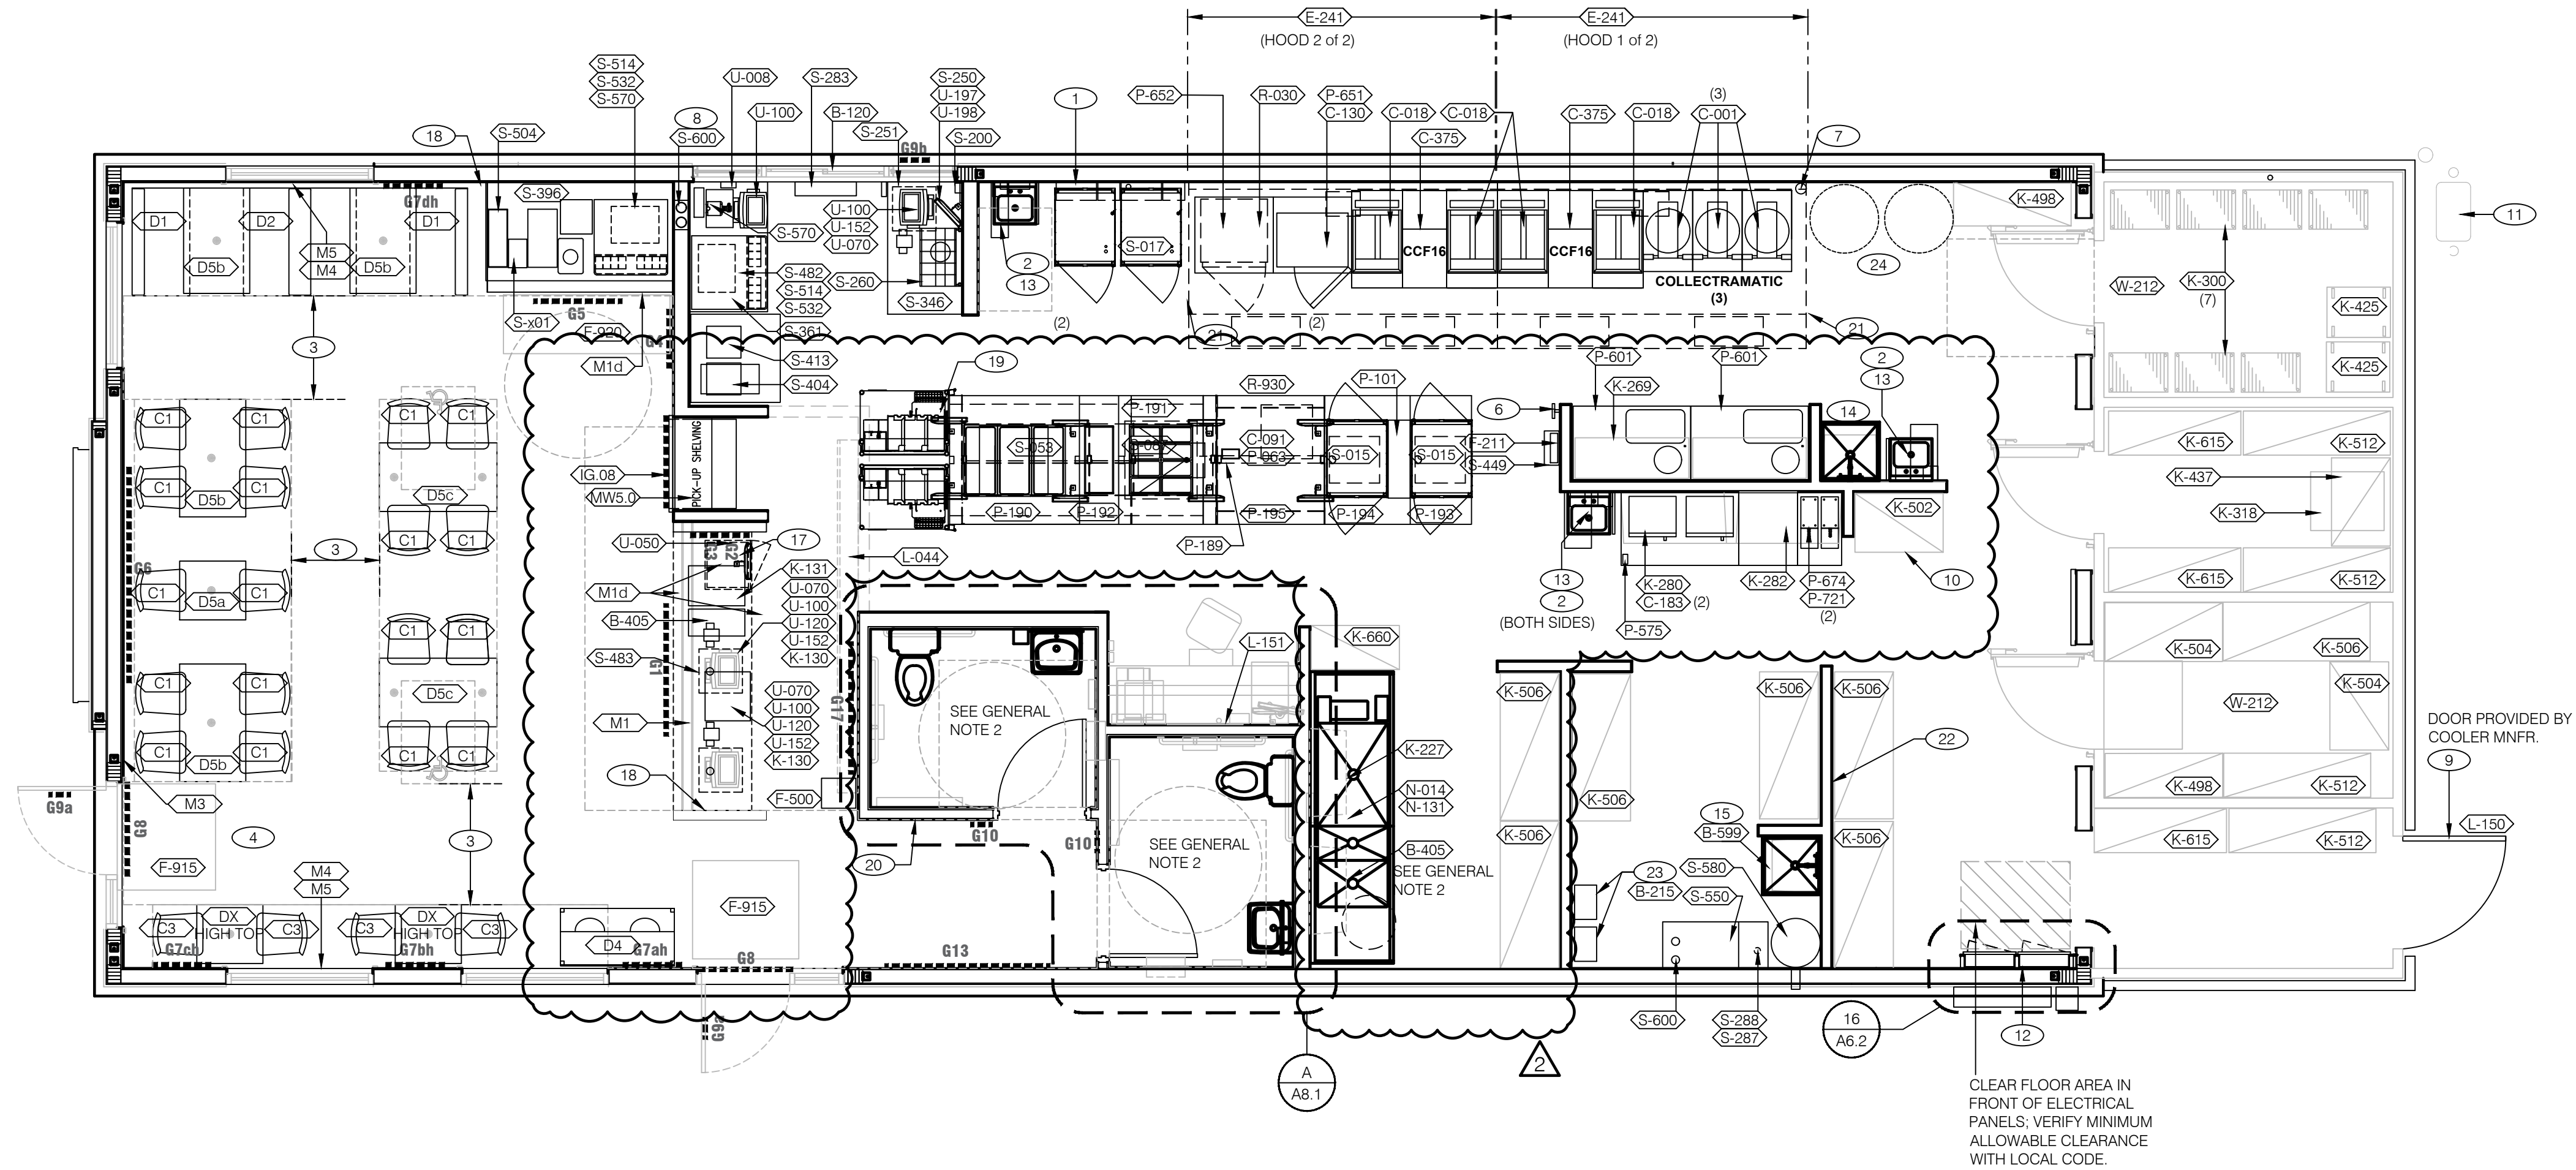 E-241
E-241
(HOOD 2 of 2)
(HOOD 1 of 2)
S-514
S-532
S-570
U-008
S-283
S-250
U-197
U-198
1
P-652
R-030
P-651
C-130
C-018
C-018
C-375
C-018
(3)
C-001
18
S-504
8
S-600
U-100
B-120
S-251
S-200
C-375
7
G9b
D1
D2
G7dh
D1
S-396
U-100
U-152
U-070
S-570
S-017
K-498
11
D5b
M5
M4
D5b
2
13
CCF16
CCF16
24
S-482
S-514
S-532
S-260
S-346
COLLECTRAMATIC
(3)
W-212
K-300
(7)
K-425
G5
S-x01
F-920
G4
S-361
(2)
21
(2)
21
3
M1d
S-413
S-404
19
R-930
P-101
P-601
P-601
2
13
K-425
K-269
C1
C1
C1
C1
P-191
6
14
PICK-UP SHELVING
S-053
C-091
P-063
S-015
S-015
F-211
S-449
K-615
K-512
IG.08
MW5.0
C1
C1
D5b
D5c
K-437
P-190
P-192
P-195
P-194
P-193
K-502
K-318
C1
C1
3
U-050
G3
G2
17
L-044
P-189
G6
C1
D5a
C1
K-131
13
2
(BOTH SIDES)
K-280
C-183
(2)
K-282
P-674
P-721
(2)
10
K-615
K-512
M1d
U-070
U-100
U-120
U-152
K-130
B-405
P-575
C1
C1
S-483
G1
L-151
K-660
K-504
K-506
C1
C1
D5c
U-070
U-100
U-120
U-152
K-130
G17
SEE GENERAL
NOTE 2
K-506
K-506
K-506
K-504
W-212
M1
22
DOOR PROVIDED BY
COOLER MNFR.
C1
D5b
C1
C1
C1
K-227
18
9
M3
F-500
N-014
N-131
K-506
K-498
K-512
G9a
G8
4
3
G10
G10
SEE GENERAL
NOTE 2
15
B-599
L-150
20
K-506
K-506
K-615
K-512
F-915
M4
M5
B-405
SEE GENERAL
NOTE 2
23
B-215
S-580
S-550
C3
DX
HIGH TOP
C3
C3
DX
HIGH TOP
C3
F-915
D4
G7ch
G7bh
G7ah
G8
G13
S-600
S-288
S-287
16
A6.2
12
2
A
A8.1
CLEAR FLOOR AREA IN
FRONT OF ELECTRICAL
PANELS; VERIFY MINIMUM
ALLOWABLE CLEARANCE
WITH LOCAL CODE.